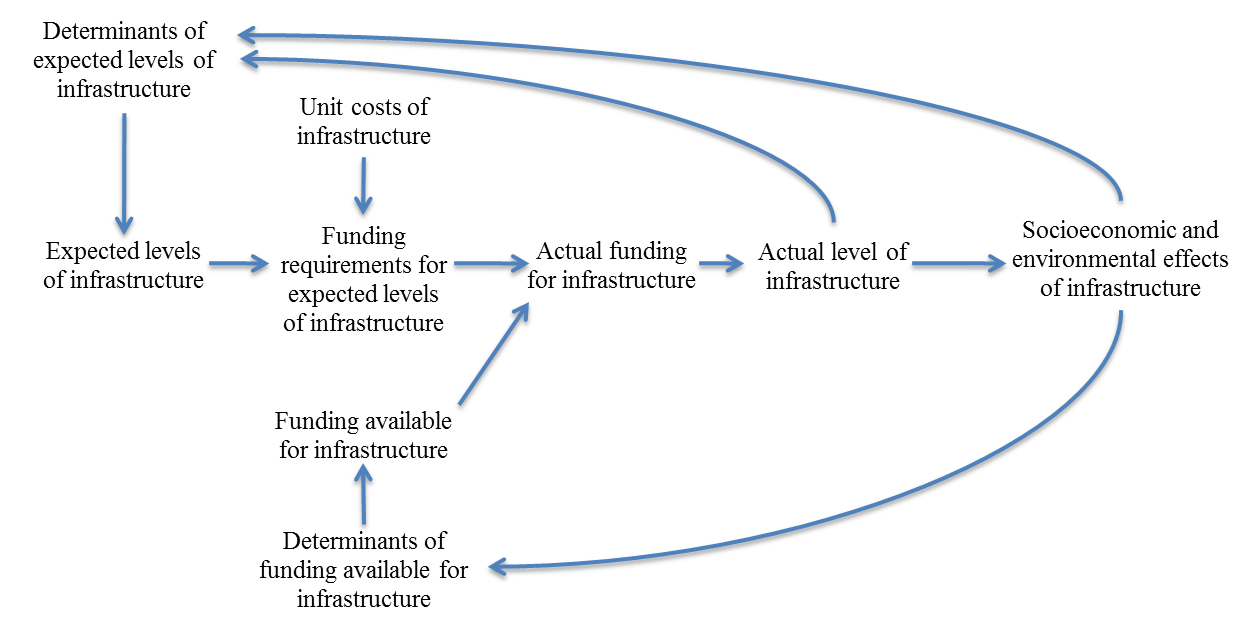 Determinants of
expected levels of
infrastructure
Unit costs of
infrastructure
Expected levels
of infrastructure
Funding
requirements for
expected levels
of infrastructure
Actual funding
for infrastructure
Actual level of
infrastructure
Socioeconomic and
environmental effects
of infrastructure
Funding available
for infrastructure
Determinants of
funding available for
infrastructure